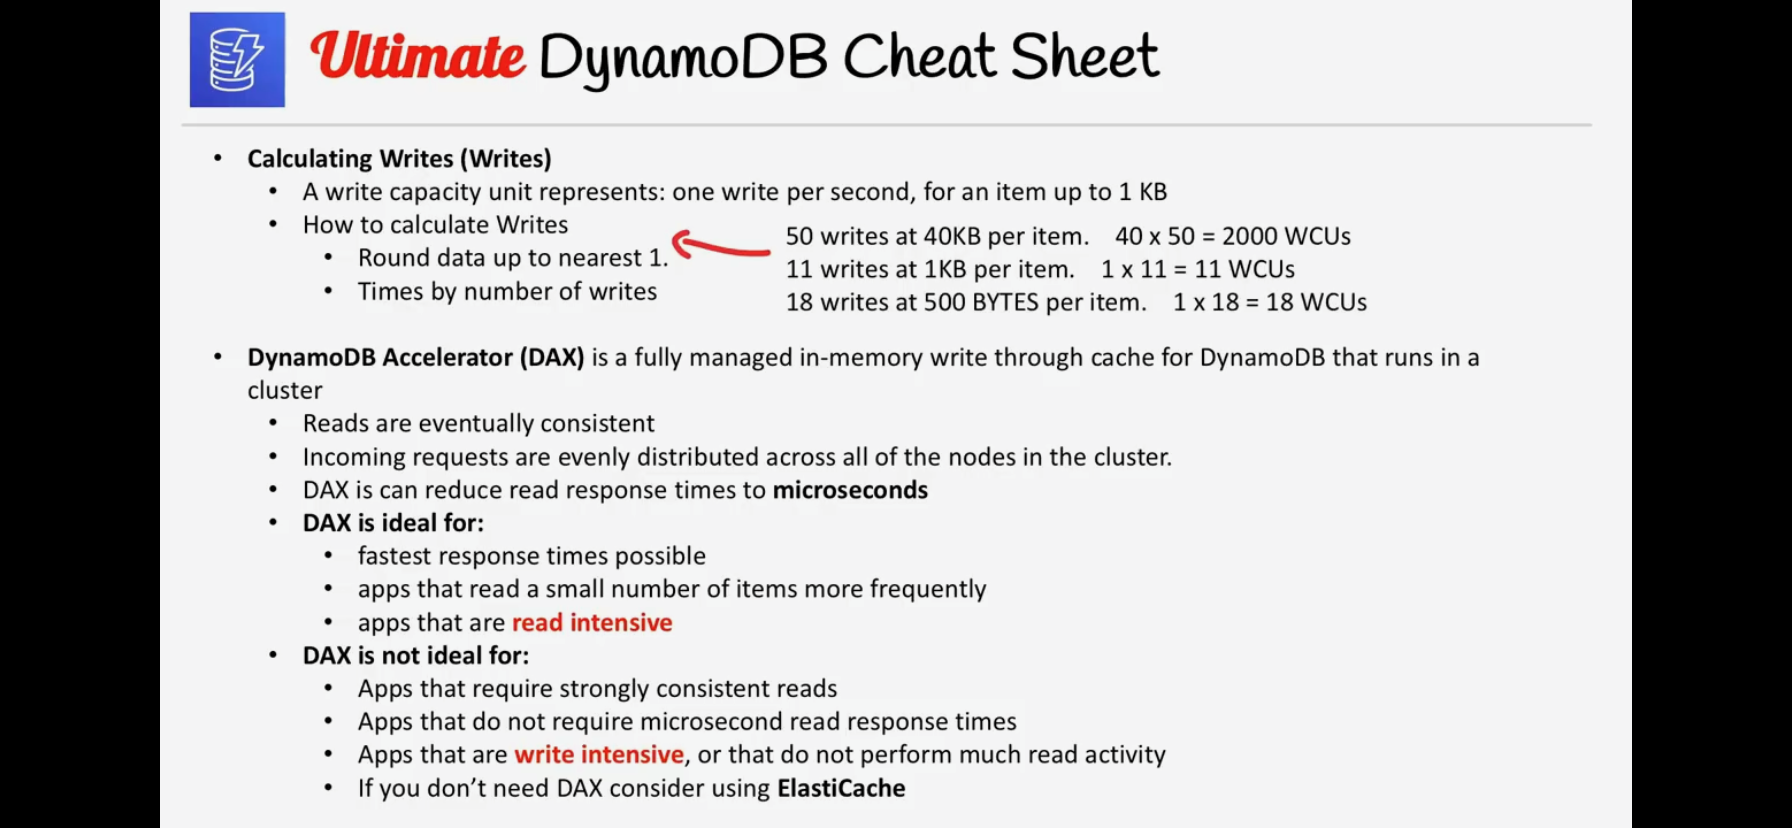 Ultimate DynamoDB Cheat Sheet
• Calculating Writes (Writes)
• A write capacity unit represents: one write per second, for an item up to 1 KB
• How to calculate Writes
• Round data up to nearest 1.
• Times by number of writes
50 writes at 40KB per item. 40 x 50 = 2000 WCUs
11 writes at 1KB per item. 1 x 11 = 11 WCUs
18 writes at 500 BYTES per item. 1 x 18 = 18 WCUs
• DynamoDB Accelerator (DAX) is a fully managed in-memory write through cache for DynamoDB that runs in a
cluster
• Reads are eventually consistent
• Incoming requests are evenly distributed across all of the nodes in the cluster.
• DAX is can reduce read response times to microseconds
• DAX is ideal for:
• fastest response times possible
• apps that read a small number of items more frequently
• apps that are read intensive
• DAX is not ideal for:
• Apps that require strongly consistent reads
• Apps that do not require microsecond read response times
• Apps that are write intensive, or that do not perform much read activity
• If you don’t need DAX consider using ElastiCache